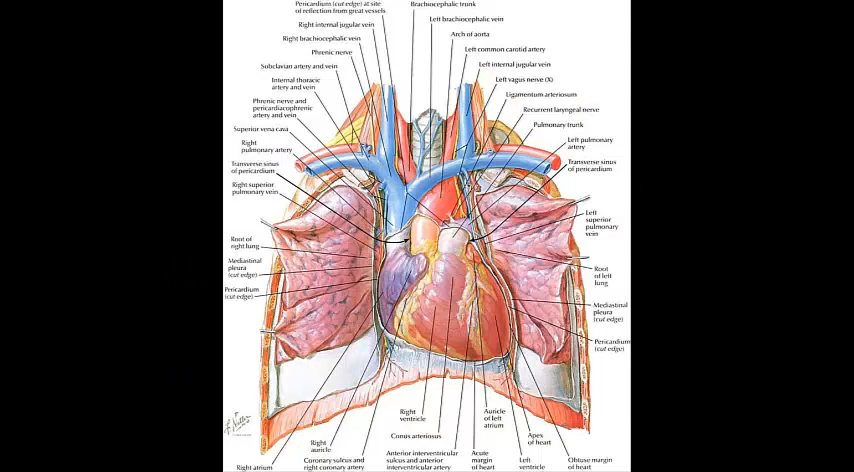 Pericardium (cut edge) at site
of reflection from great vessels
Right internal jugular vein
Right brachiocephalic vein
Phrenic nerve
Subclavian artery and vein
Internal thoracic
artery and vein
Phrenic nerve and
pericardiacophrenic
artery and vein
Superior vena cava
Right
pulmonary artery
Transverse sinus
of pericardium
Right superior
pulmonary vein
Root of
right lung
Mediastinal
pleura
(cut edge)
Pericardium
(cut edge)
Brachiocephalic trunk
Left brachiocephalic vein
Arch of aorta
Left common carotid artery
Left internal jugular vein
Left vagus nerve (X)
Ligamentum arteriosum
Recurrent laryngeal nerve
Pulmonary trunk
Left pulmonary
artery
Transverse sinus
of pericardium
Left
superior
pulmonary
vein
Root
of left
lung
Mediastinal
pleura
(cut edge)
Pericardium
(cut edge)
Right atrium
Right
auricle
Coronary sulcus and
right coronary artery
Right
ventricle
Conus arteriosus
Anterior interventricular
sulcus and anterior
interventricular artery
Acute
margin
of heart
Auricle
of left
atrium
Left
ventricle
Apex
of heart
Obtuse margin
of heart